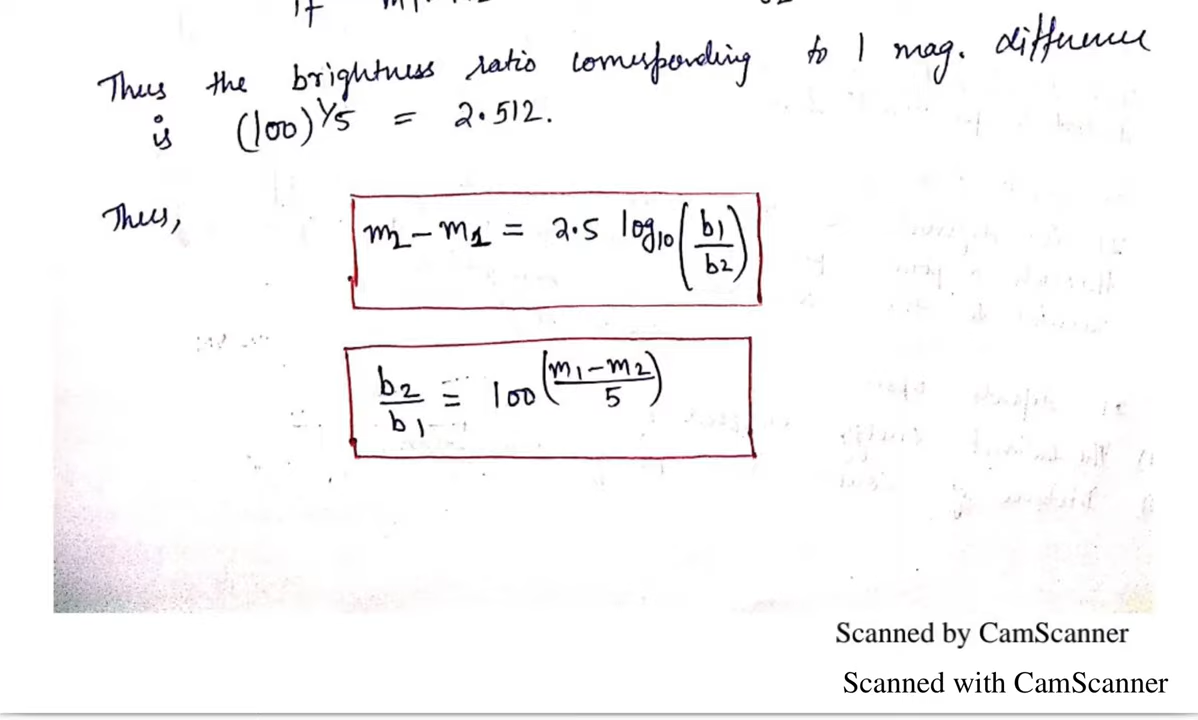 If
Thus the brightness ratio corresponding to 1 mag. difference
is (100)^1/5 = 2.512.
Thus,
m2 - m1 = 2.5 log10 (b1/b2)
b2/b1 = 100^((m1-m2)/5)
Scanned by CamScanner
Scanned with CamScanner